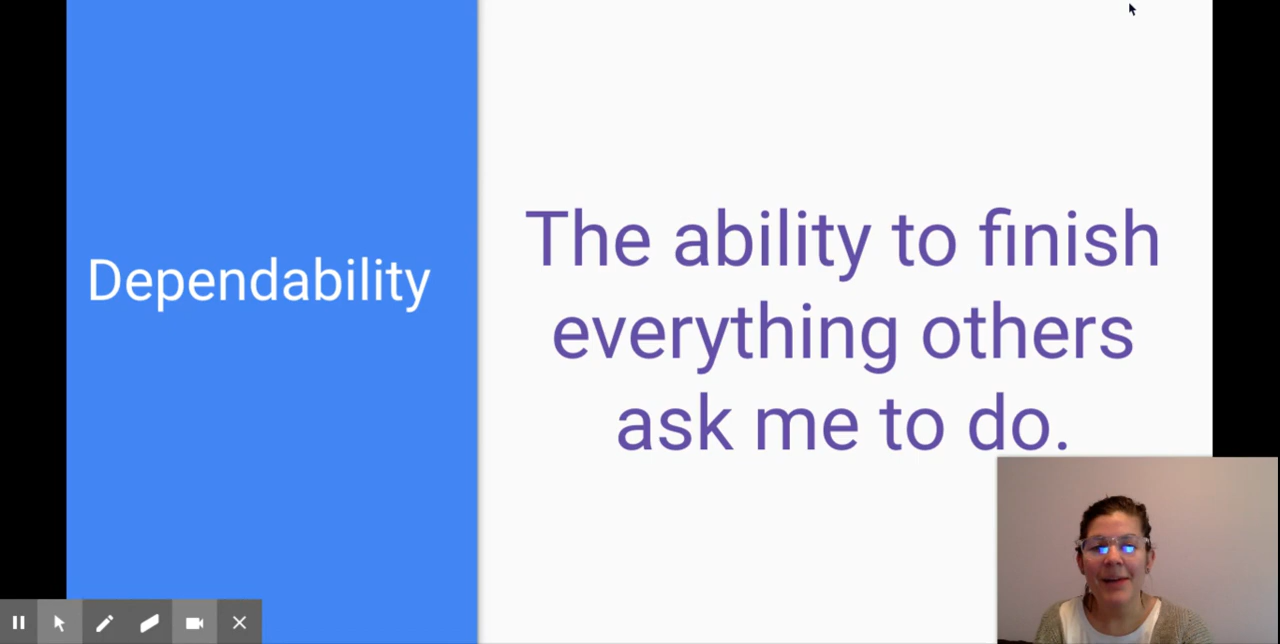 Dependability
The ability to finish
everything others
ask me to do.